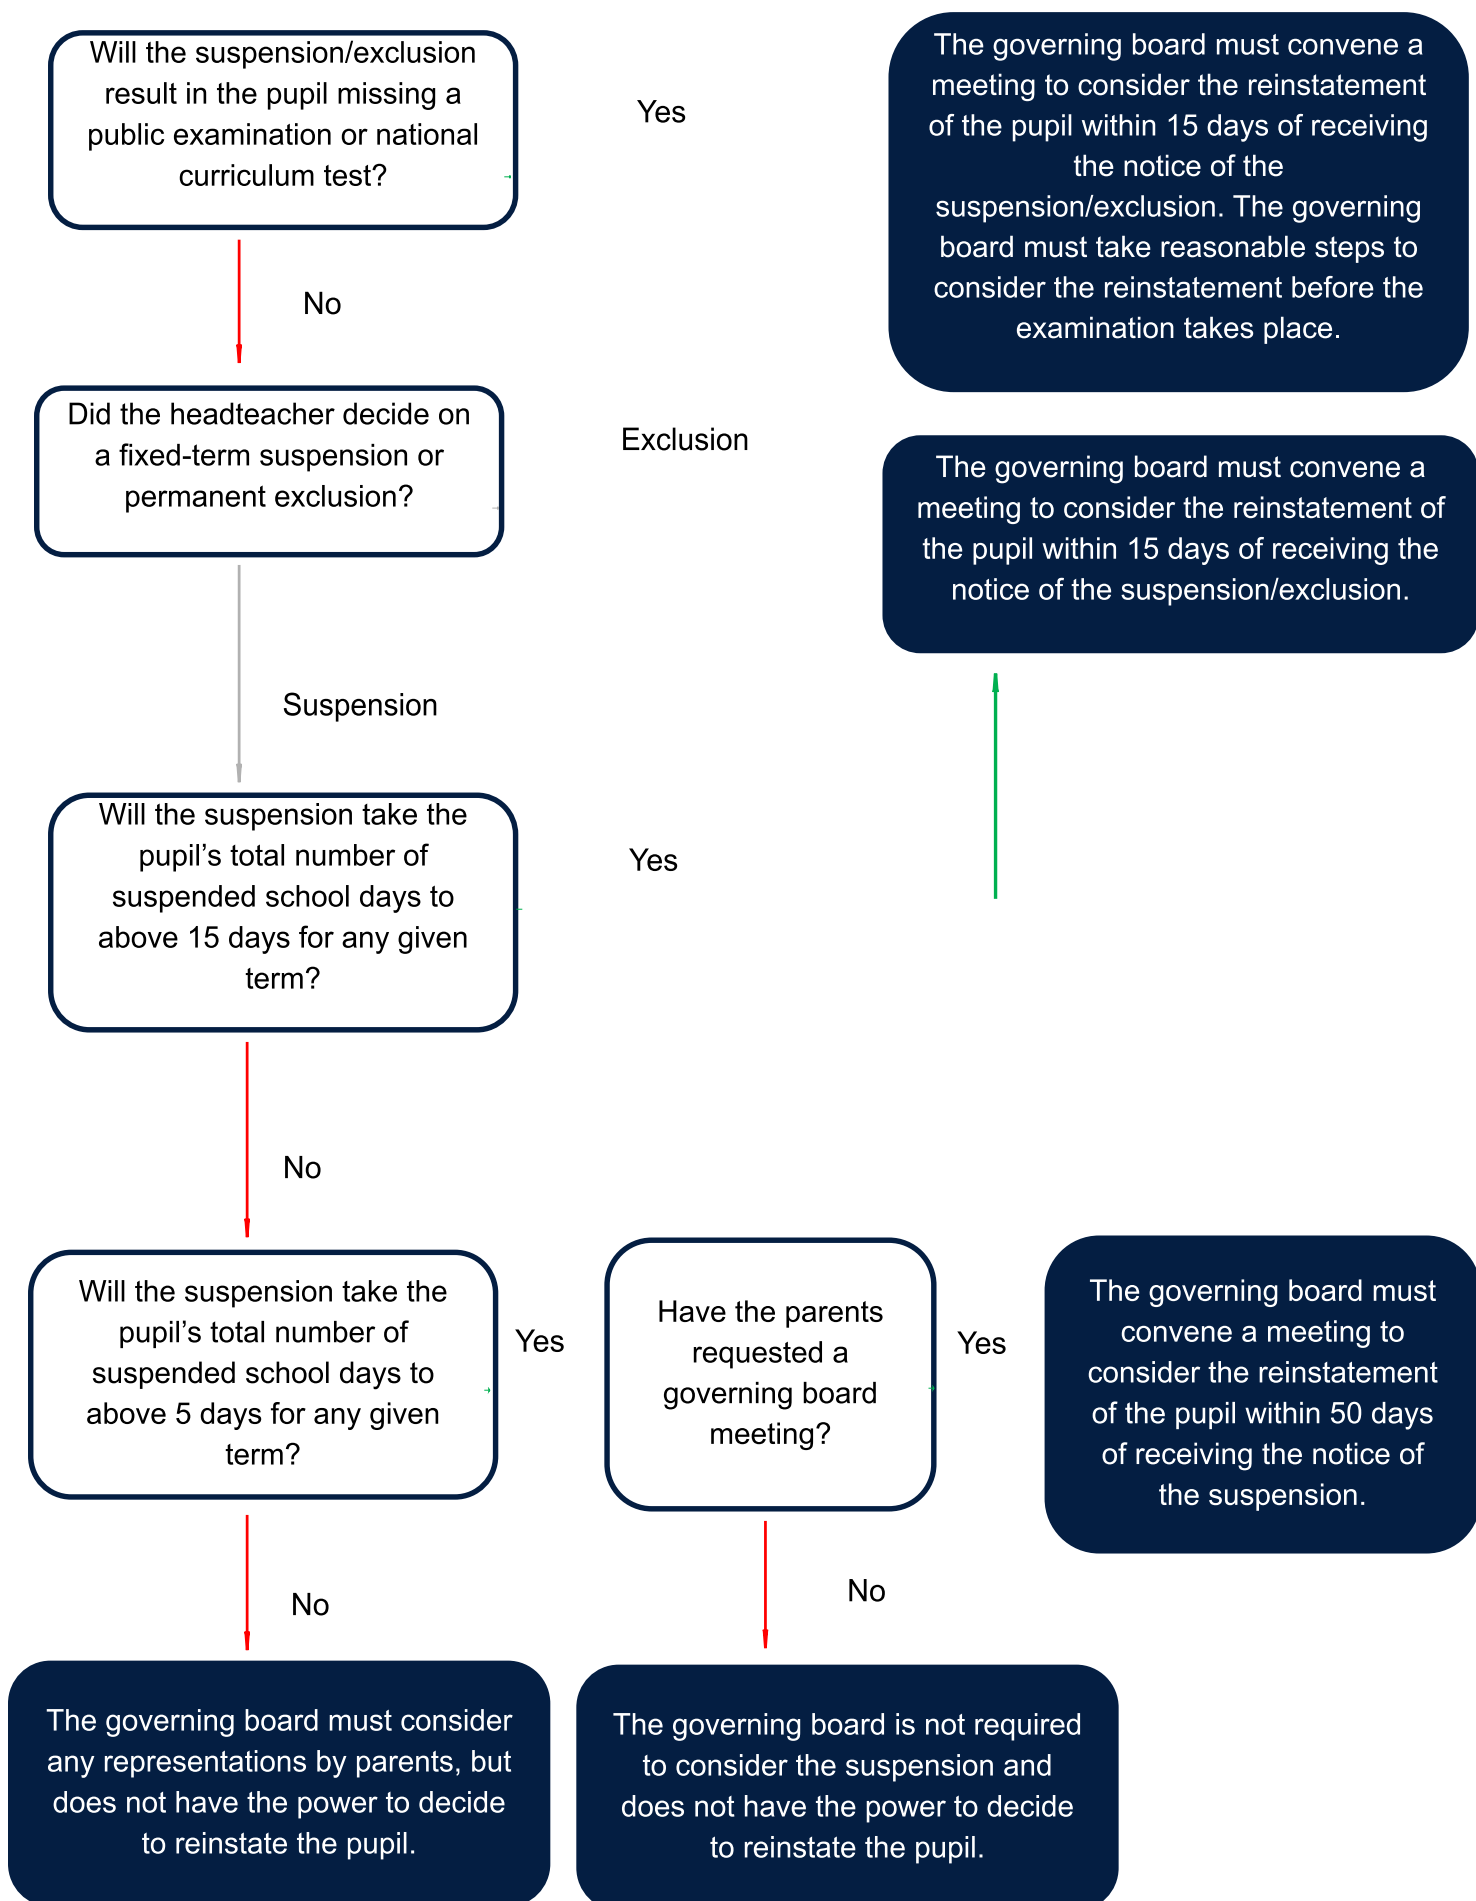 Will the suspension/exclusion
result in the pupil missing a
public examination or national
curriculum test?
Yes
The governing board must convene a
meeting to consider the reinstatement
of the pupil within 15 days of receiving
the notice of the
suspension/exclusion. The governing
board must take reasonable steps to
consider the reinstatement before the
examination takes place.
No
Did the headteacher decide on
a fixed-term suspension or
permanent exclusion?
Exclusion
The governing board must convene a
meeting to consider the reinstatement of
the pupil within 15 days of receiving the
notice of the suspension/exclusion.
Suspension
Will the suspension take the
pupil’s total number of
suspended school days to
above 15 days for any given
term?
Yes
No
Will the suspension take the
pupil’s total number of
suspended school days to
above 5 days for any given
term?
Yes
Have the parents
requested a
governing board
meeting?
Yes
The governing board must
convene a meeting to
consider the reinstatement
of the pupil within 50 days
of receiving the notice of
the suspension.
No
No
The governing board must consider
any representations by parents, but
does not have the power to decide
to reinstate the pupil.
The governing board is not required
to consider the suspension and
does not have the power to decide
to reinstate the pupil.